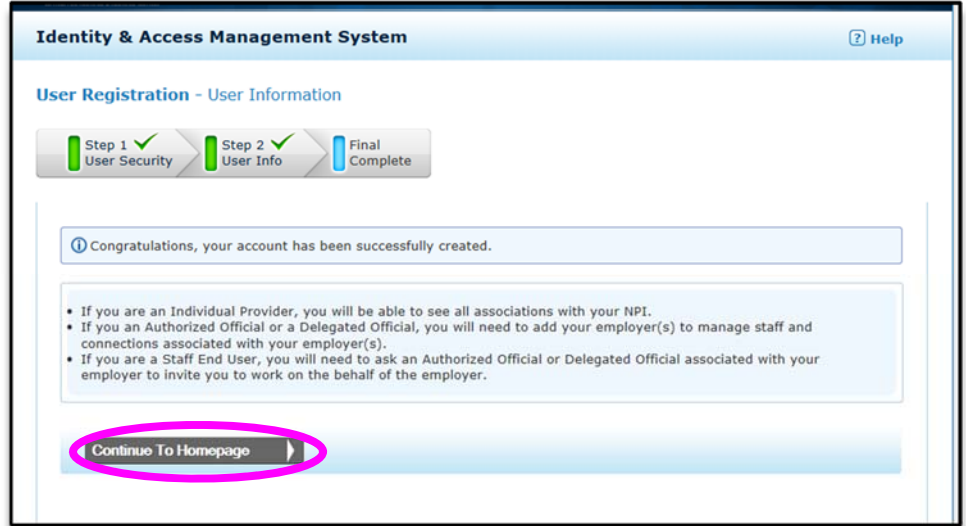 Identity & Access Management System
? Help
User Registration - User Information
Step 1
User Security
Step 2
User Info
Final
Complete
Congratulations, your account has been successfully created.
• If you are an Individual Provider, you will be able to see all associations with your NPI.
• If you an Authorized Official or a Delegated Official, you will need to add your employer(s) to manage staff and
connections associated with your employer(s).
• If you are a Staff End User, you will need to ask an Authorized Official or Delegated Official associated with your
employer to invite you to work on the behalf of the employer.
Continue To Homepage